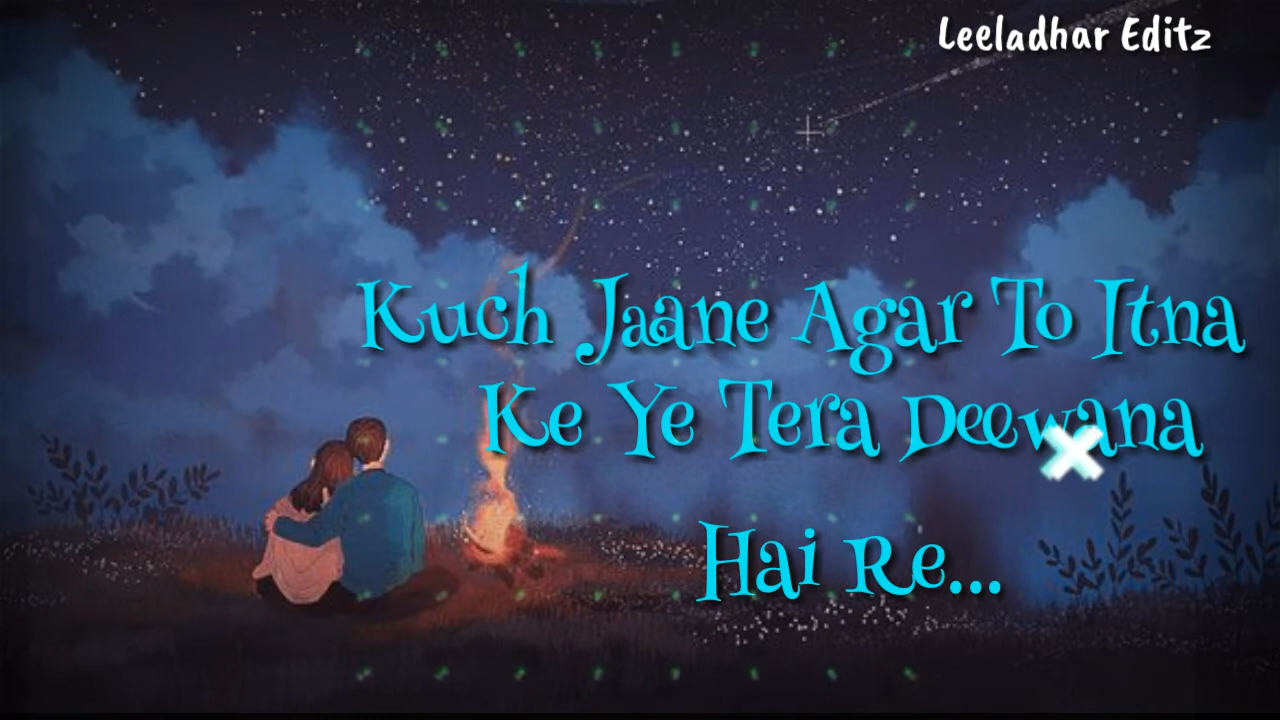 Leeladhar Editz
Kuch Jaane Agar To Itna
Ke Ye Tera Deewana
Hai Re...